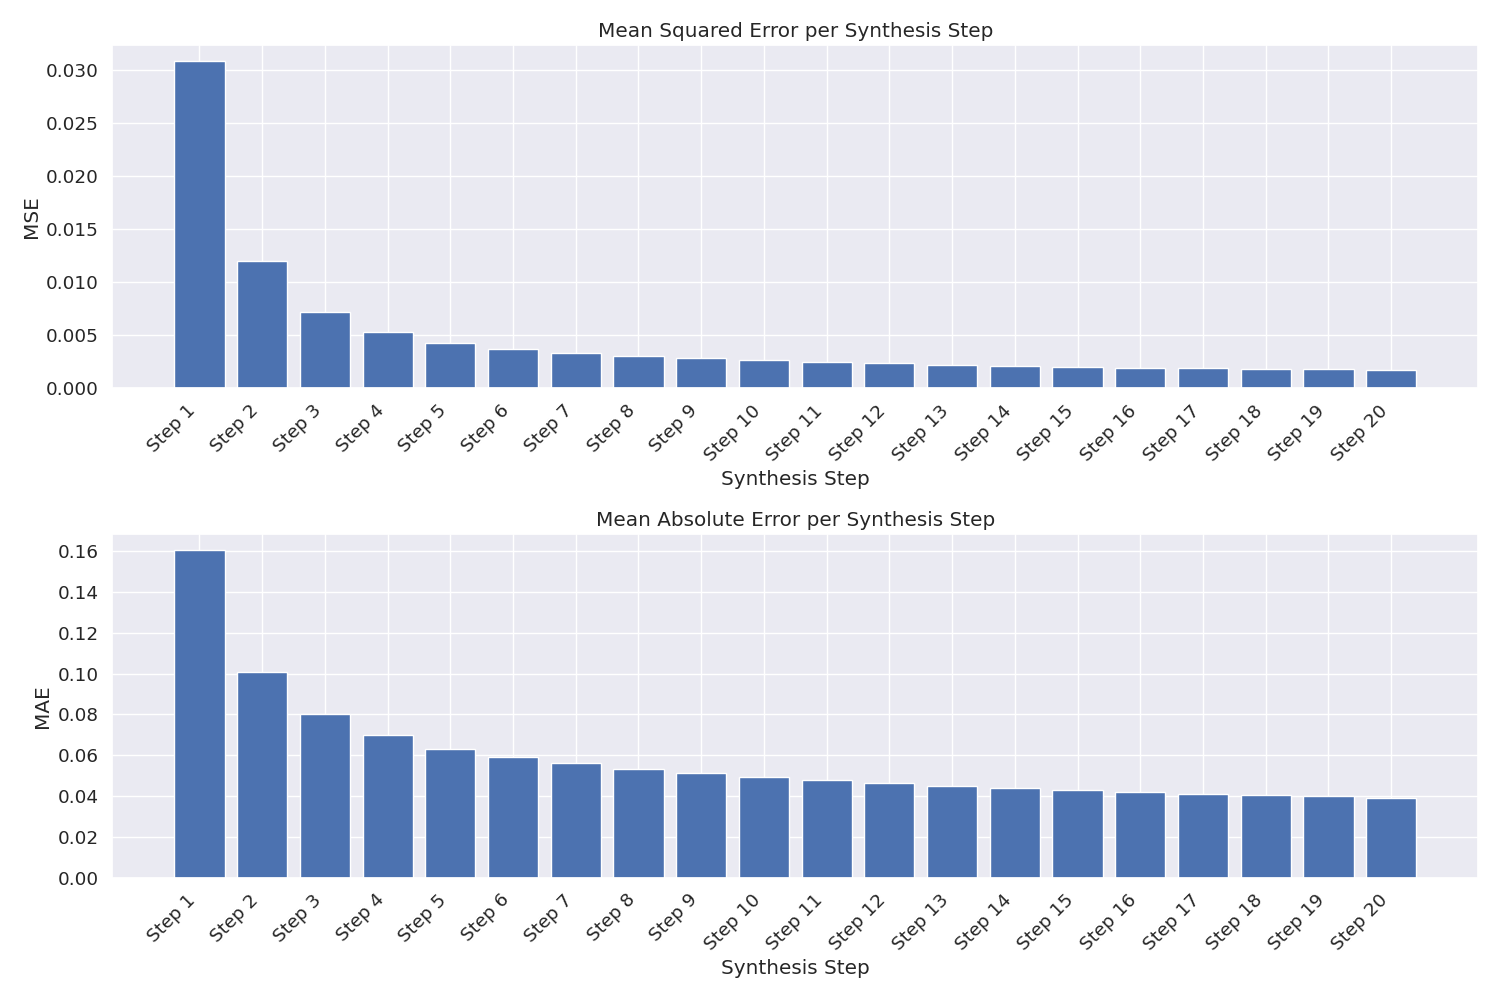 Mean Squared Error per Synthesis Step
0.030
0.025
0.020
0.015
0.010
0.005
0.000
MSE
Step 1
Step 2
Step 3
Step 4
Step 5
Step 6
Step 7
Step 8
Step 9
Step 10
Step 11
Step 12
Step 13
Step 14
Step 15
Step 16
Step 17
Step 18
Step 19
Step 20
Synthesis Step
Mean Absolute Error per Synthesis Step
0.16
0.14
0.12
0.10
0.08
0.06
0.04
0.02
0.00
MAE
Step 1
Step 2
Step 3
Step 4
Step 5
Step 6
Step 7
Step 8
Step 9
Step 10
Step 11
Step 12
Step 13
Step 14
Step 15
Step 16
Step 17
Step 18
Step 19
Step 20
Synthesis Step